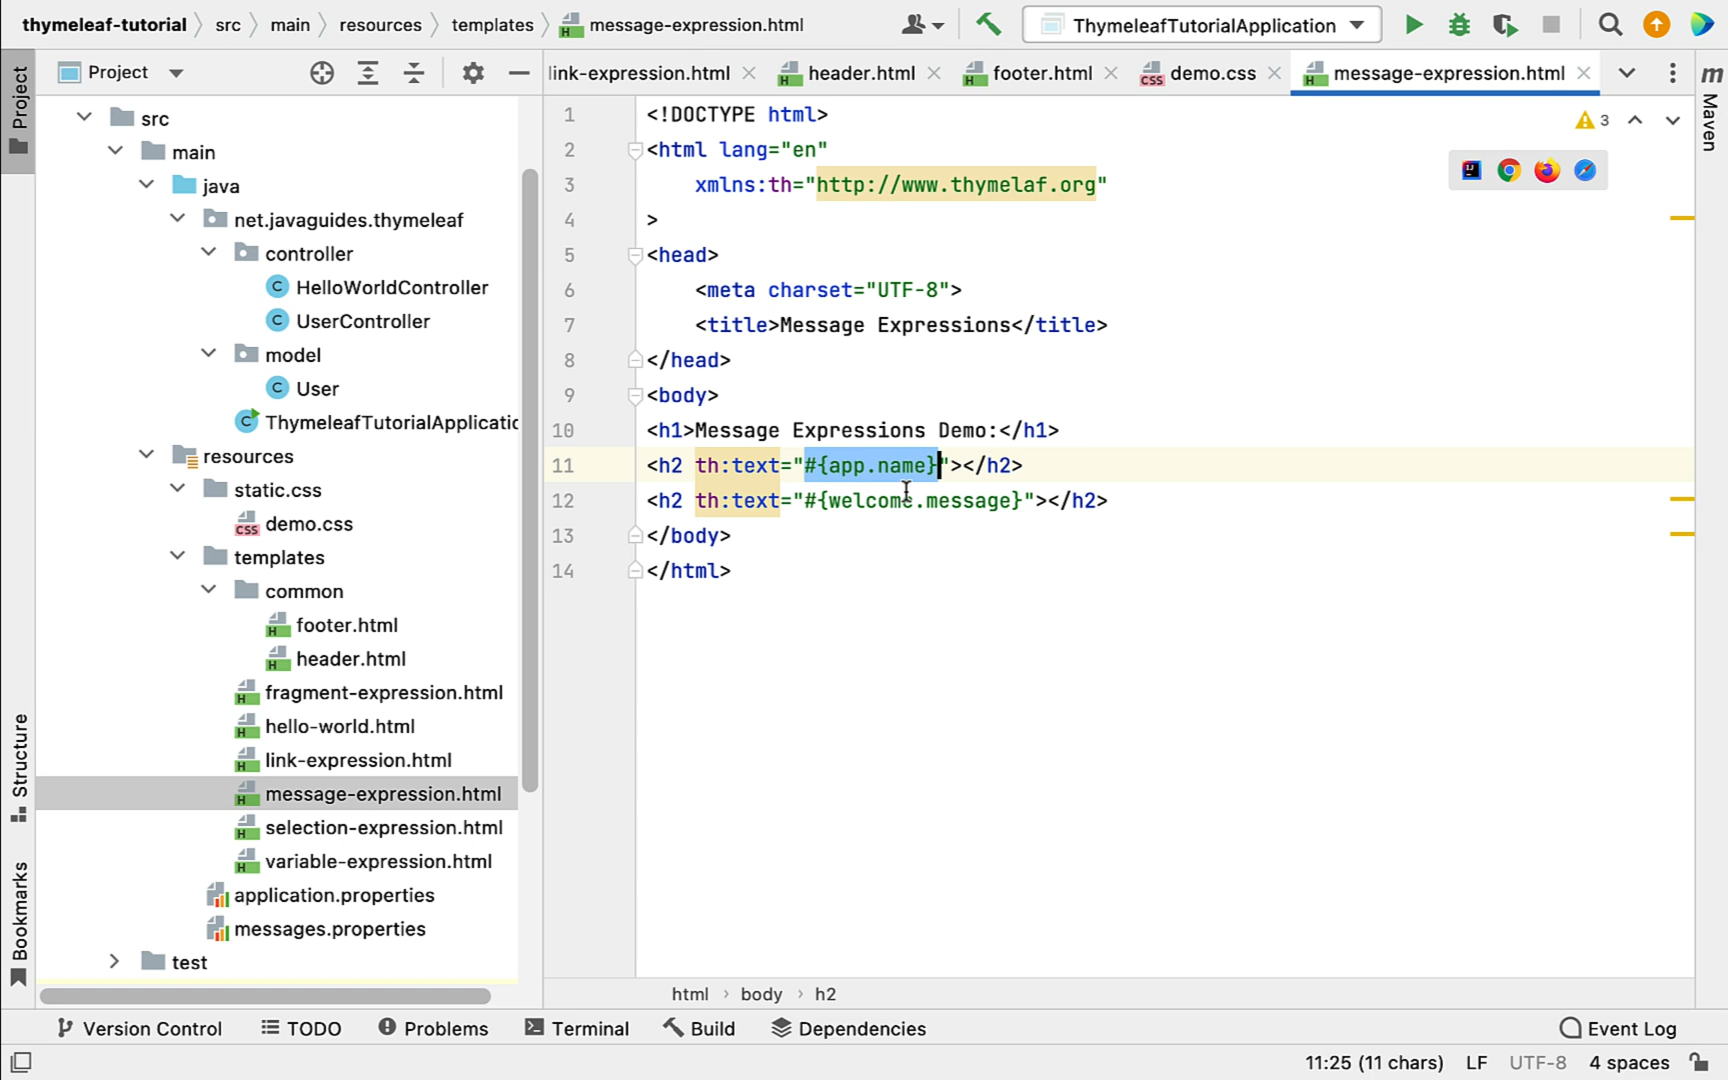 thymeleaf-tutorial src main resources templates message-expression.html ThymeleafTutorialApplication
Project link-expression.html header.html footer.html demo.css message-expression.html
Project
Structure
Bookmarks
src
main
java
net.javaguides.thymeleaf
controller
C HelloWorldController
C UserController
model
C User
C ThymeleafTutorialApplicatic
resources
static.css
CSS demo.css
templates
common
H footer.html
H header.html
H fragment-expression.html
H hello-world.html
H link-expression.html
H message-expression.html
H selection-expression.html
H variable-expression.html
application.properties
messages.properties
test
1 <!DOCTYPE html>
2 <html lang="en"
3 xmlns:th="http://www.thymelaf.org"
4 >
5 <head>
6 <meta charset="UTF-8">
7 <title>Message Expressions</title>
8 </head>
9 <body>
10 <h1>Message Expressions Demo:</h1>
11 <h2 th:text="#{app.name}"></h2>
12 <h2 th:text="#{welcome.message}"></h2>
13 </body>
14 </html>
3
m Maven
html body h2
Version Control TODO Problems Terminal Build Dependencies Event Log
11:25 (11 chars) LF UTF-8 4 spaces